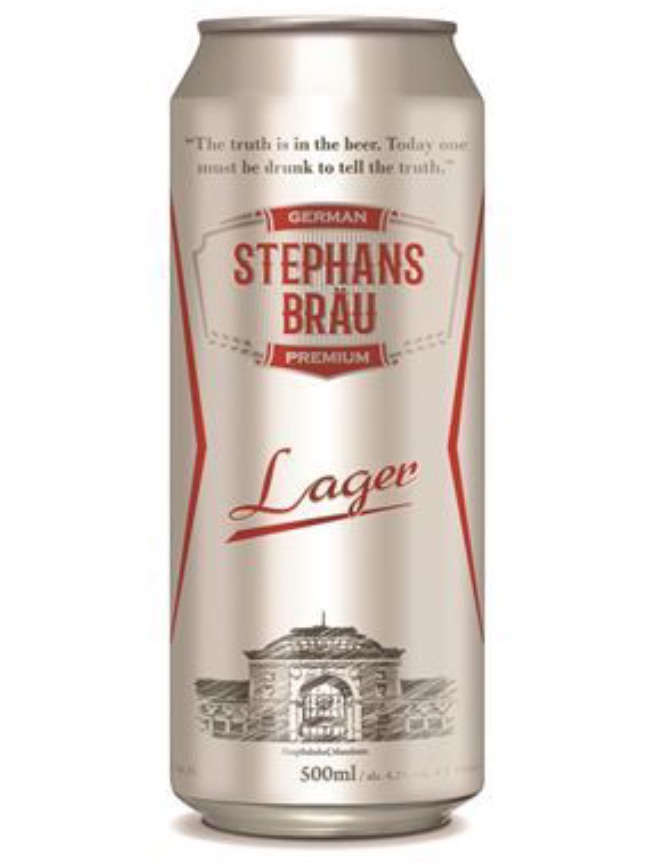 “The truth is in the beer. Today one
must be drunk to tell the truth.”
GERMAN
STEPHANS
BRÄU
PREMIUM
Lager
500ml / alc.